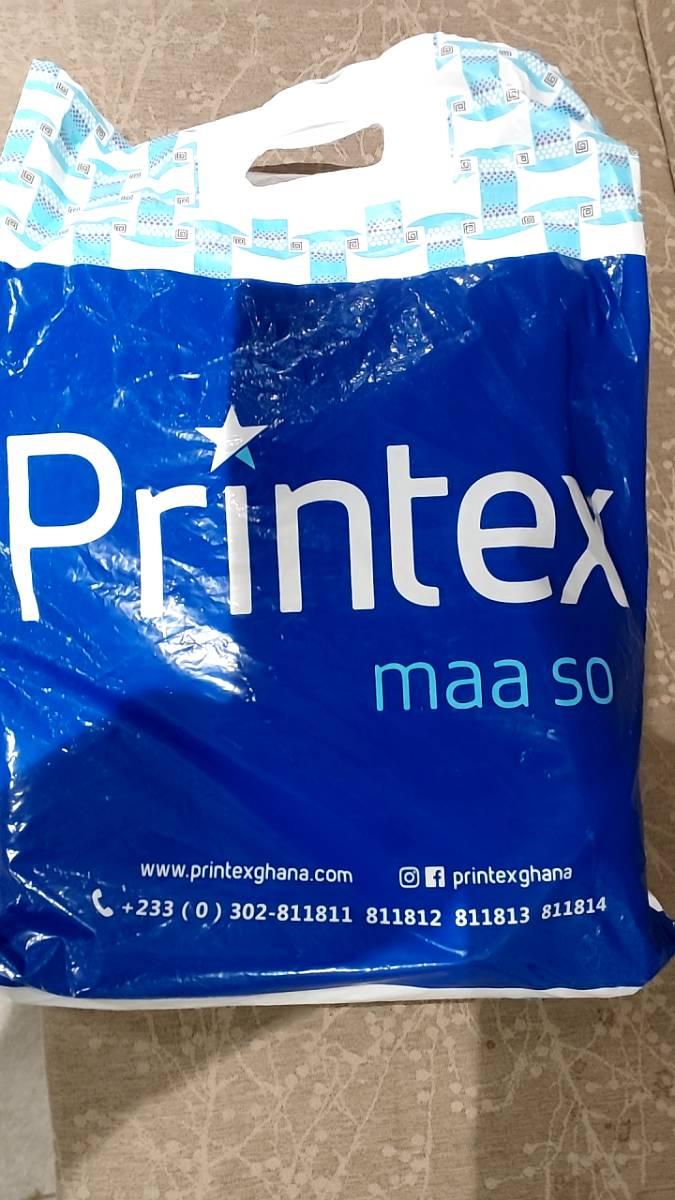 Printex
maa so
www.printexghana.com printexghana
+233 ( 0 ) 302-811811 811812 811813 811814